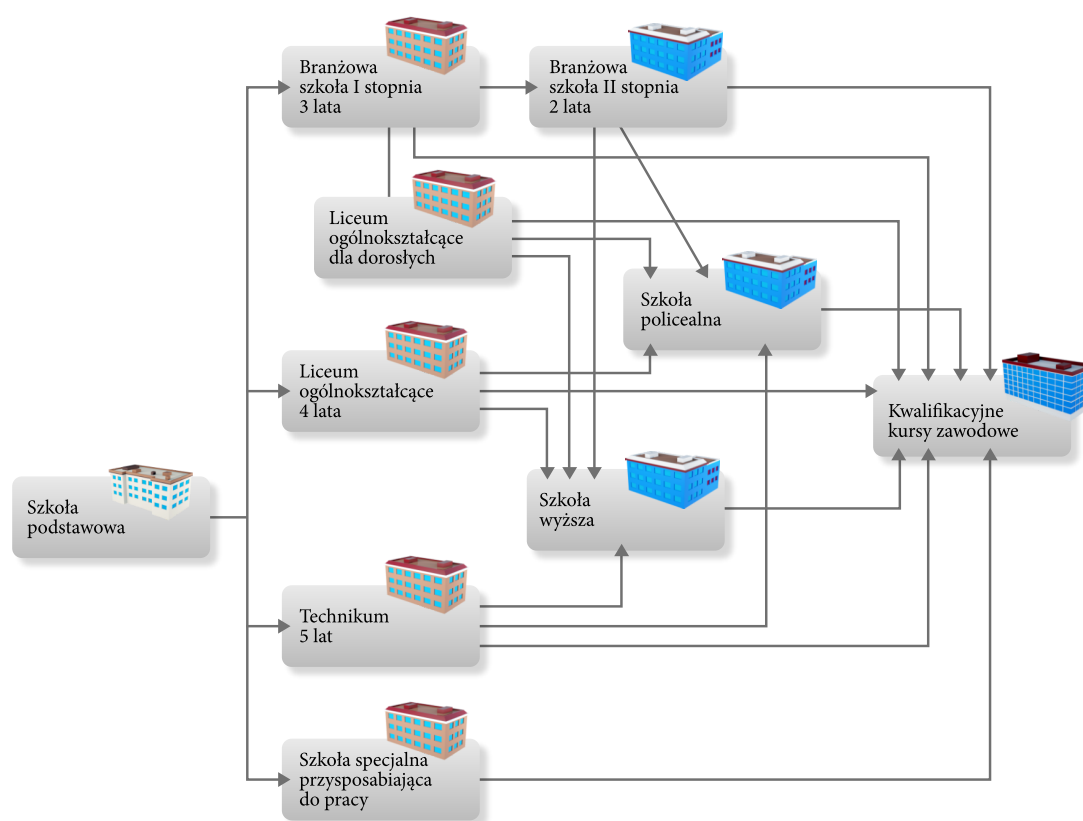 Branżowa
szkoła I stopnia
3 lata
Branżowa
szkoła II stopnia
2 lata
Liceum
ogólnokształcące
dla dorosłych
Szkoła
policealna
Liceum
ogólnokształcące
4 lata
Kwalifikacyjne
kursy zawodowe
Szkoła
podstawowa
Szkoła
wyższa
Technikum
5 lat
Szkoła specjalna
przysposabiająca
do pracy